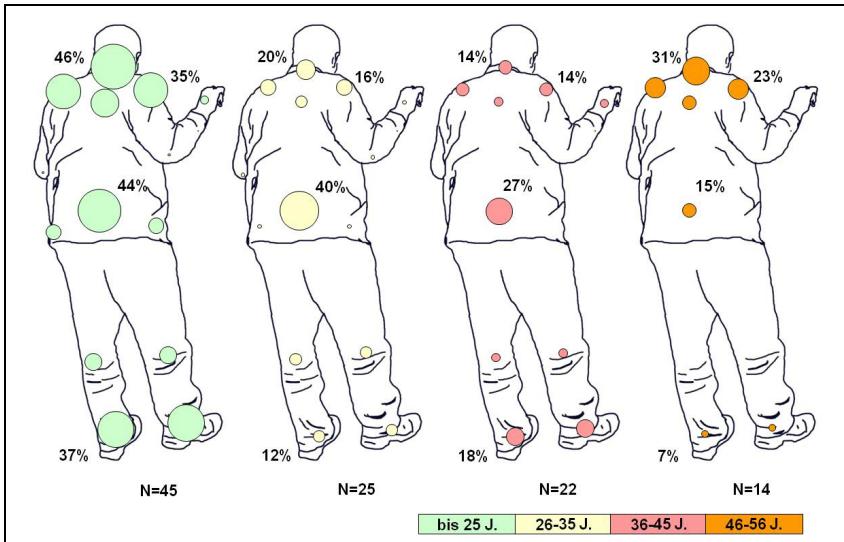 46% 35% 20% 16% 14% 14% 31% 23%
44% 40% 27% 15%
37% 12% 18% 7%
N=45 N=25 N=22 N=14
bis 25 J. 26-35 J. 36-45 J. 46-56 J.